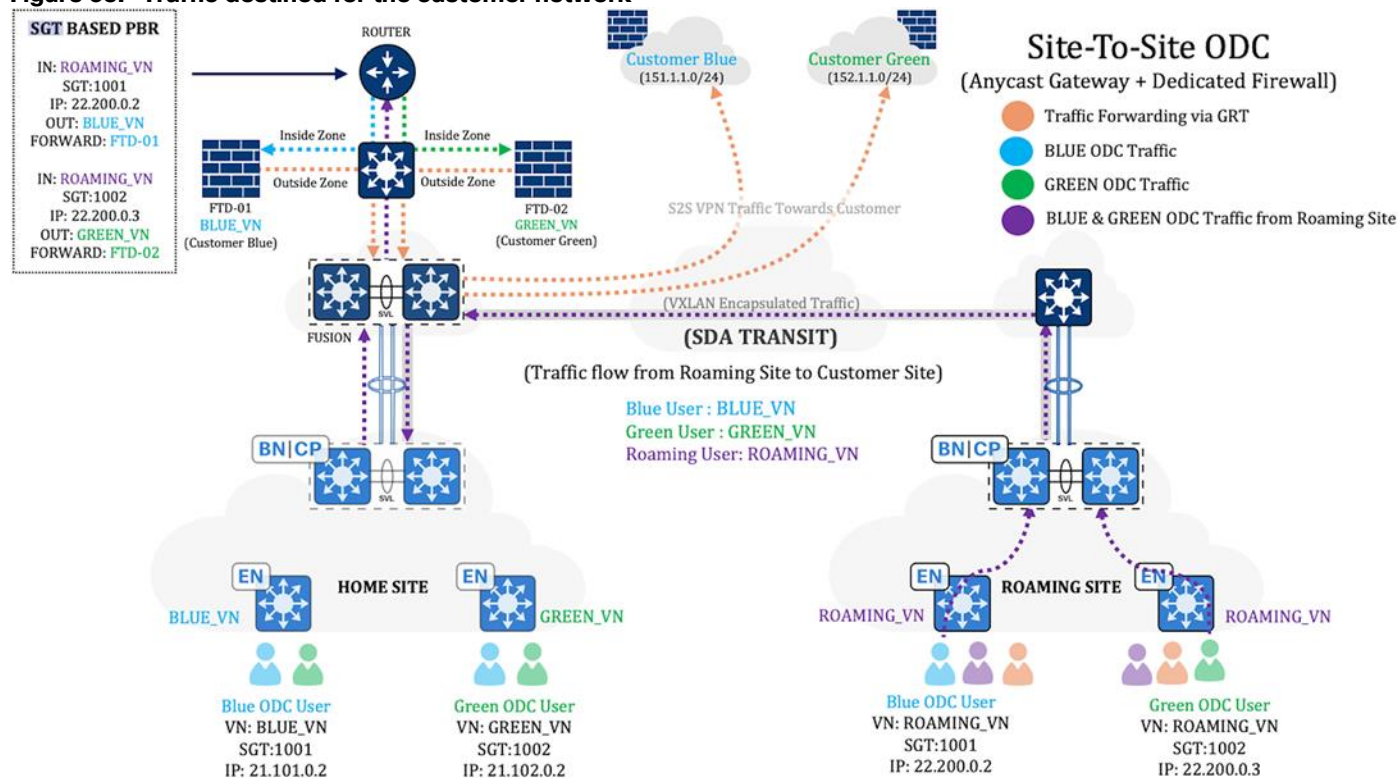 Figure 35. Traffic destined for the customer network
SGT BASED PBR
IN: ROAMING_VN
SGT:1001
IP: 22.200.0.2
OUT: BLUE_VN
FORWARD: FTD-01
IN: ROAMING_VN
SGT:1002
IP: 22.200.0.3
OUT: GREEN_VN
FORWARD: FTD-02
ROUTER
Inside Zone
Inside Zone
Outside Zone
Outside Zone
FTD-01
BLUE_VN
(Customer Blue)
FTD-02
GREEN_VN
(Customer Green)
Customer Blue
(151.1.1.0/24)
Customer Green
(152.1.1.0/24)
Site-To-Site ODC
(Anycast Gateway + Dedicated Firewall)
Traffic Forwarding via GRT
BLUE ODC Traffic
GREEN ODC Traffic
BLUE & GREEN ODC Traffic from Roaming Site
S2S VPN Traffic Towards Customer
SVL
FUSION
(VXLAN Encapsulated Traffic)
(SDA TRANSIT)
(Traffic flow from Roaming Site to Customer Site)
Blue User : BLUE_VN
Green User : GREEN_VN
Roaming User: ROAMING_VN
BN|CP
SVL
BN|CP
SVL
EN
EN
HOME SITE
BLUE_VN
GREEN_VN
EN
EN
ROAMING SITE
ROAMING_VN
ROAMING_VN
Blue ODC User
VN: BLUE_VN
SGT:1001
IP: 21.101.0.2
Green ODC User
VN: GREEN_VN
SGT:1002
IP: 21.102.0.2
Blue ODC User
VN: ROAMING_VN
SGT:1001
IP: 22.200.0.2
Green ODC User
VN: ROAMING_VN
SGT:1002
IP: 22.200.0.3